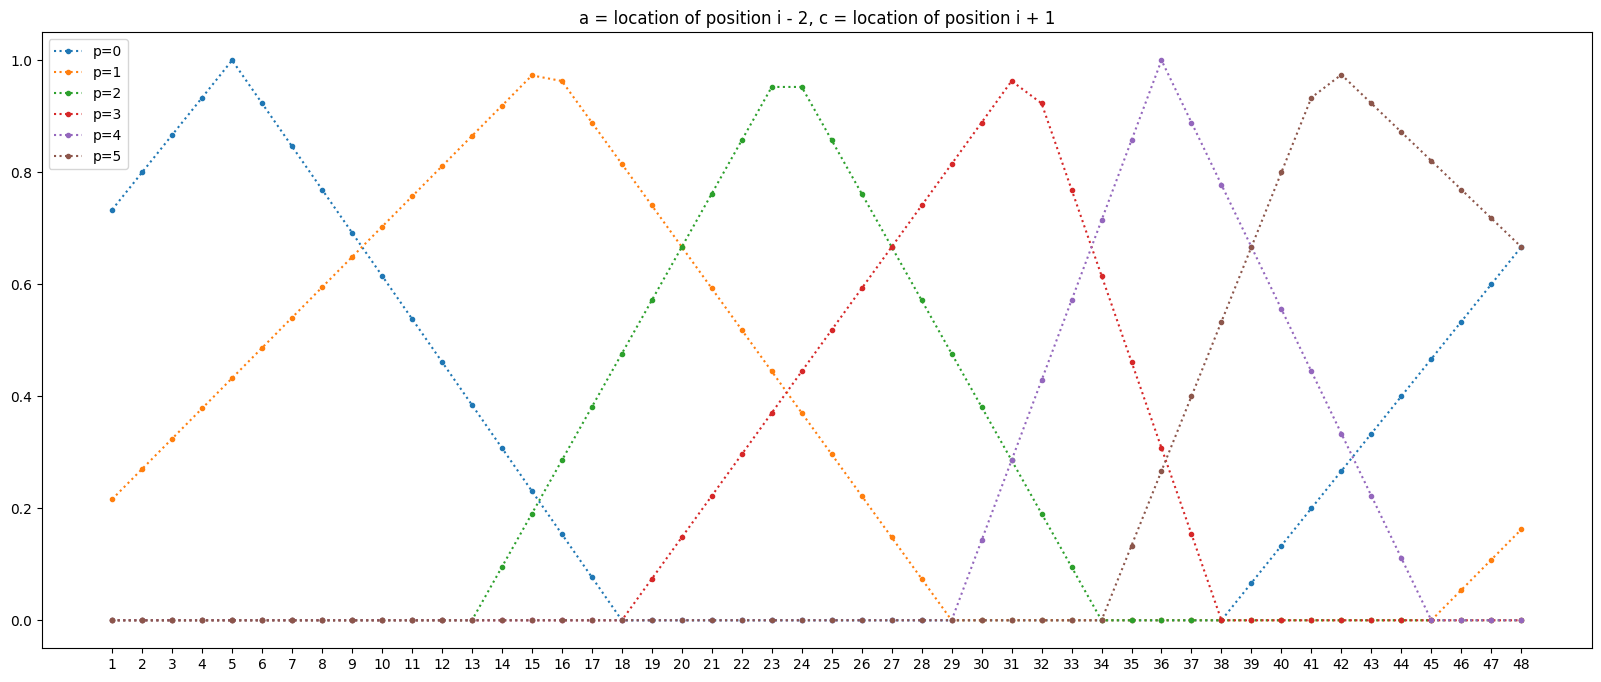 a = location of position i - 2, c = location of position i + 1
p=0
p=1
p=2
p=3
p=4
p=5
1.0
0.8
0.6
0.4
0.2
0.0
1 2 3 4 5 6 7 8 9 10 11 12 13 14 15 16 17 18 19 20 21 22 23 24 25 26 27 28 29 30 31 32 33 34 35 36 37 38 39 40 41 42 43 44 45 46 47 48